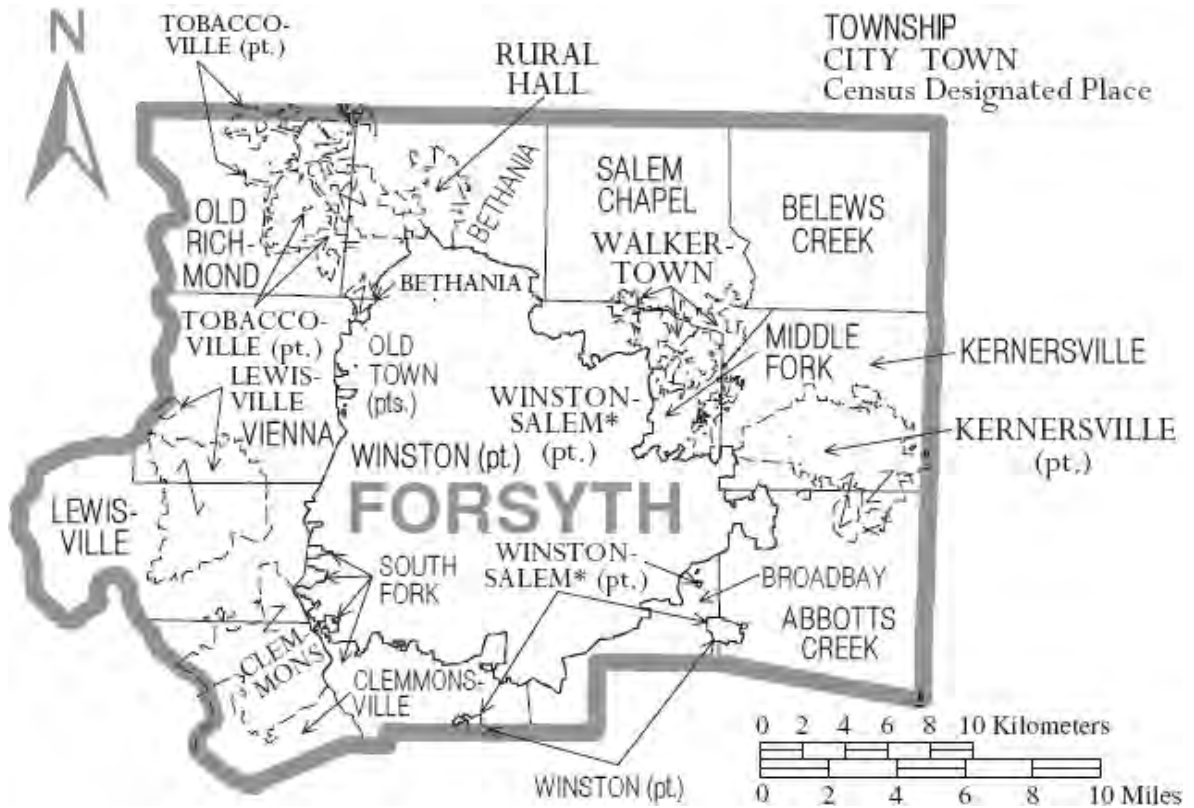 N
TOBACCO-
VILLE (pt.)
RURAL
HALL
TOWNSHIP
CITY TOWN
Census Designated Place
BETHANIA
SALEM
CHAPEL
BELEWS
CREEK
OLD
RICH-
MOND
WALKER-
TOWN
BETHANIA
TOBACCO-
VILLE (pt.)
OLD
TOWN
(pts.)
MIDDLE
FORK
KERNERSVILLE
LEWIS-
VILLE
VIENNA
WINSTON-
SALEM*
(pt.)
KERNERSVILLE
(pt.)
WINSTON (pt.)
FORSYTH
LEWIS-
VILLE
SOUTH
FORK
WINSTON-
SALEM* (pt.)
BROADBAY
ABBOTTS
CREEK
CLEM-
MONS
CLEMMONS-
VILLE
WINSTON (pt.)
0 2 4 6 8 10 Kilometers
0 2 4 6 8 10 Miles